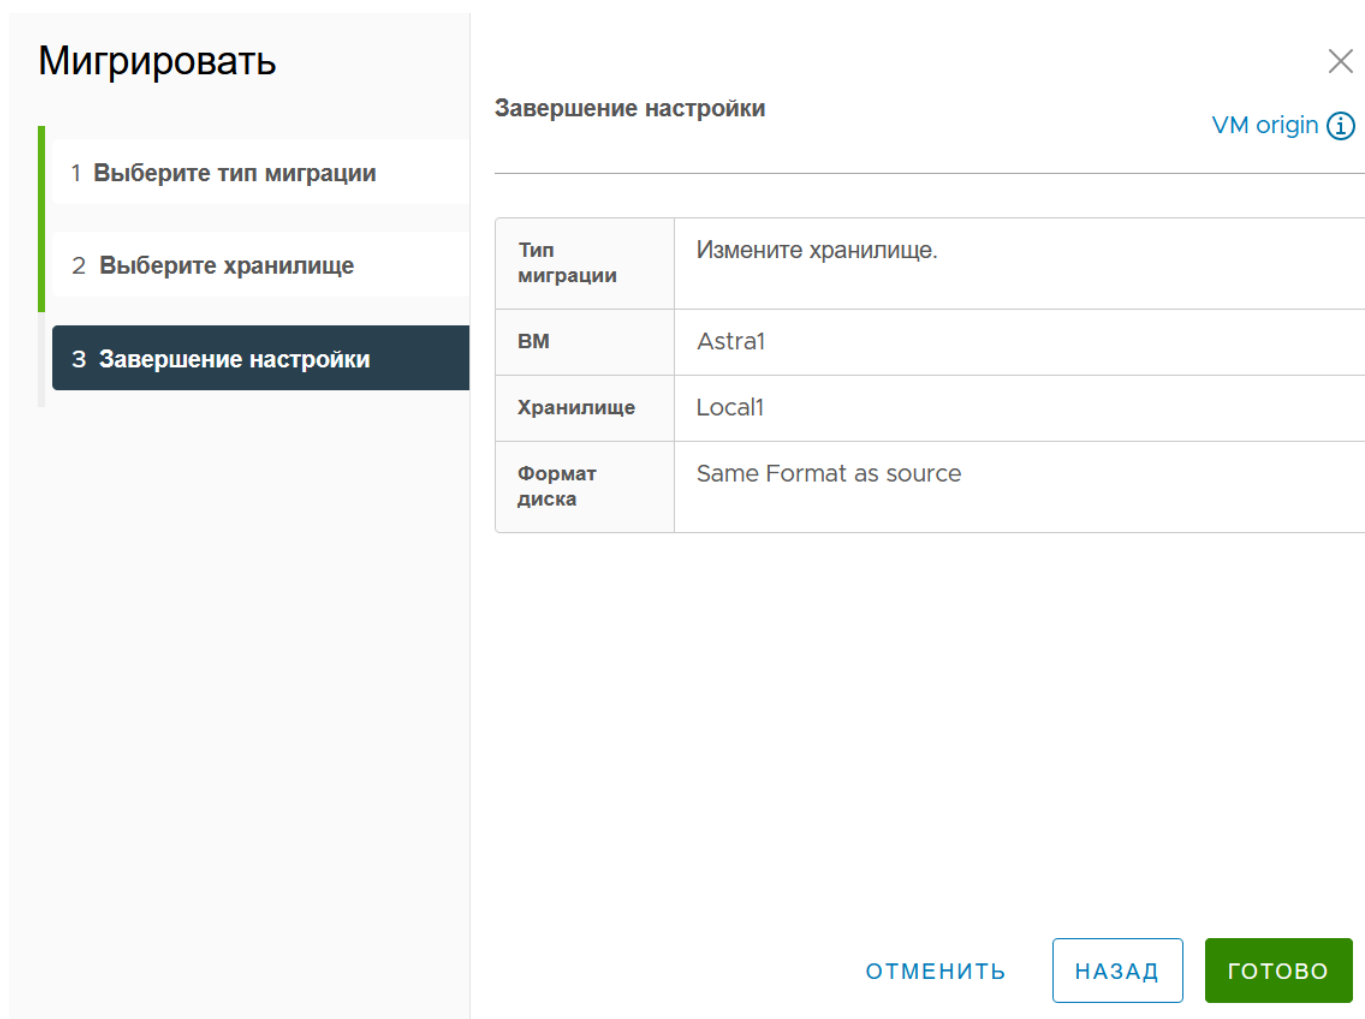 Мигрировать
1 Выберите тип миграции
2 Выберите хранилище
3 Завершение настройки
Завершение настройки
VM origin
Тип
миграции
Измените хранилище.
ВМ
Astra1
Хранилище
Local1
Формат
диска
Same Format as source
ОТМЕНИТЬ
НАЗАД
ГОТОВО